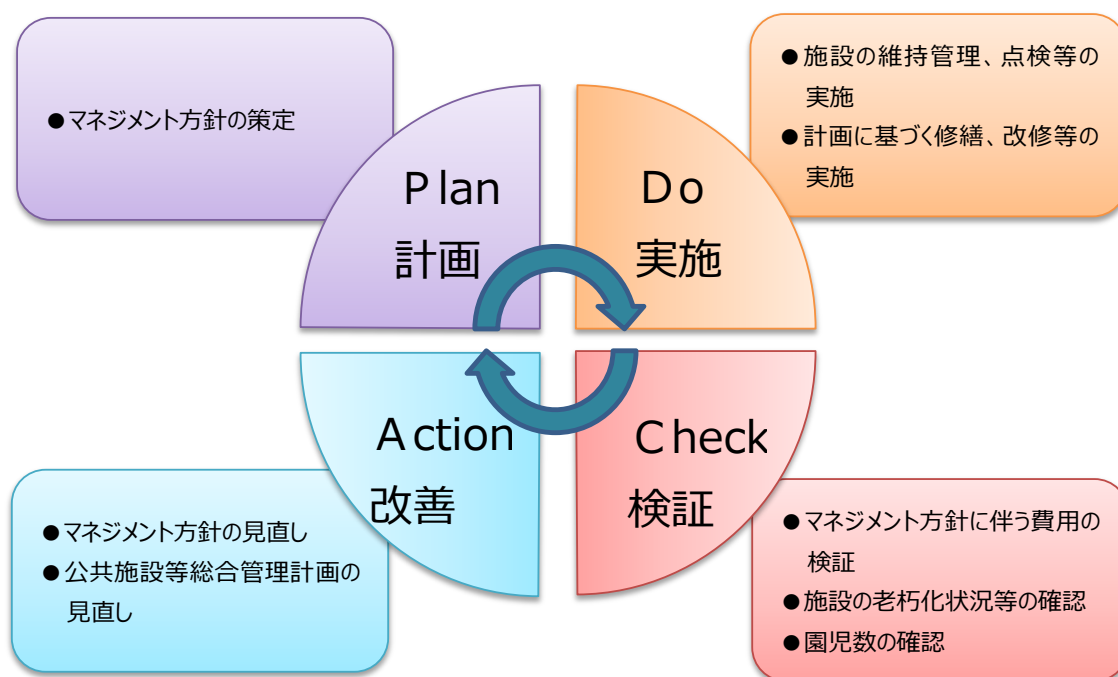 ●マネジメント方針の策定
Plan
計画
●施設の維持管理、点検等の
実施
●計画に基づく修繕、改修等の
実施
Do
実施
Action
改善
●マネジメント方針の見直し
●公共施設等総合管理計画の
見直し
Check
検証
●マネジメント方針に伴う費用の
検証
●施設の老朽化状況等の確認
●園児数の確認